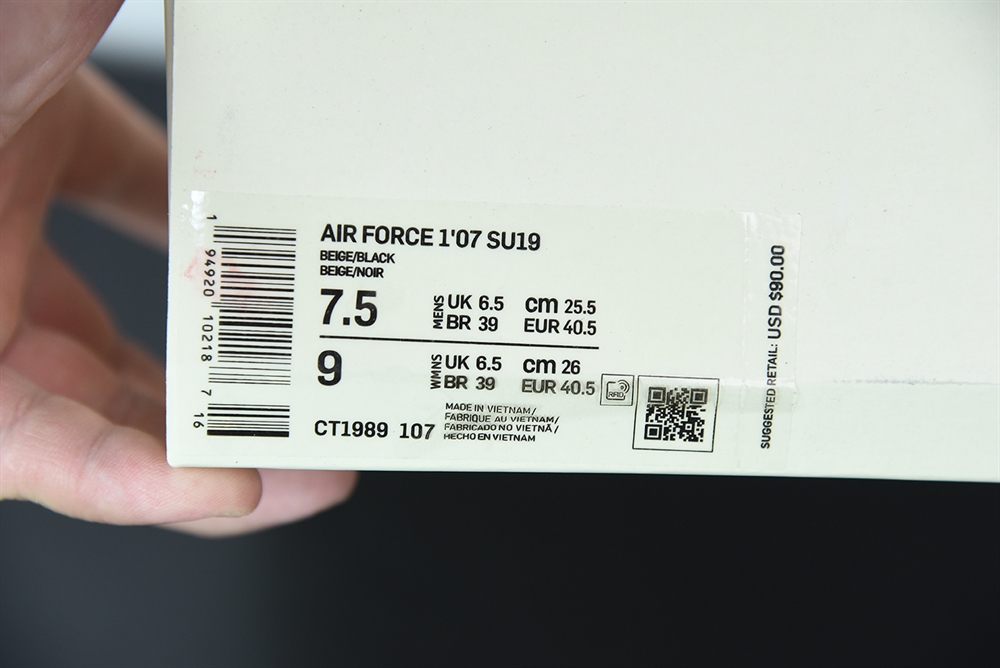 1 94920 10218 7 16
AIR FORCE 1'07 SU19
BEIGE/BLACK
BEIGE/NOIR
7.5 MENS UK 6.5 cm 25.5
BR 39 EUR 40.5
9 WMNS UK 6.5 cm 26
BR 39 EUR 40.5
RFID
CT1989 107
MADE IN VIETNAM/
FABRIQUE AU VIETNAM/
FABRICADO NO VIETNÃ/
HECHO EN VIETNAM
SUGGESTED RETAIL: USD $90.00